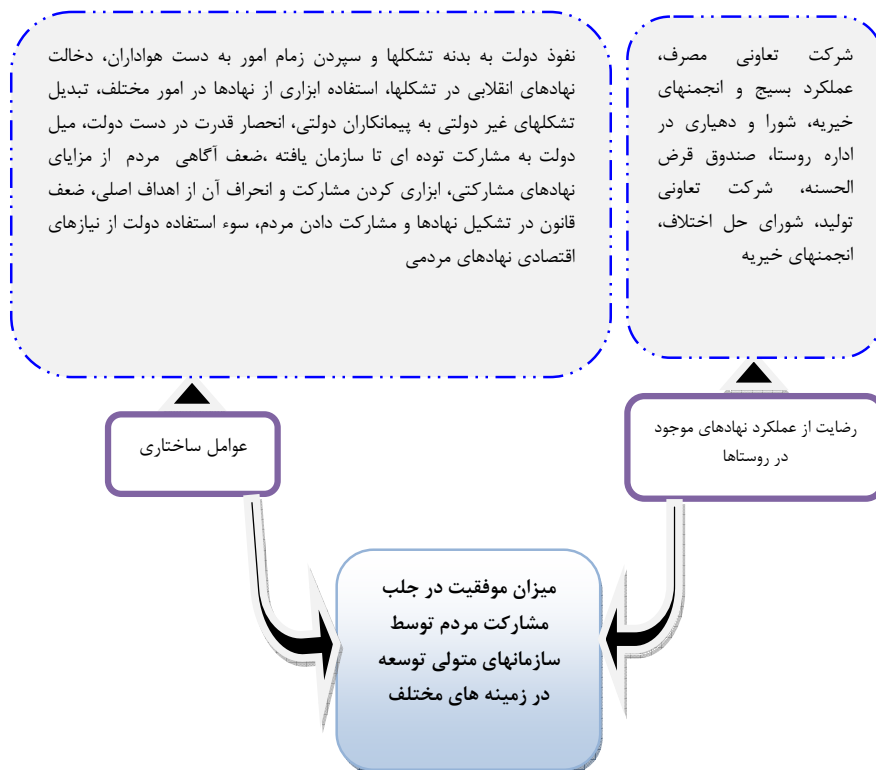 شرکت تعاونی مصرف،
عملکرد بسیج و انجمنهای
خیریه، شورا و دهیاری در
اداره روستا، صندوق قرض
الحسنه، شرکت تعاونی
تولید، شورای حل اختلاف،
انجمنهای خیریه
نفوذ دولت به بدنه تشکلها و سپردن زمام امور به دست هواداران، دخالت
نهادهای انقلابی در تشکلها، استفاده ابزاری از نهادها در امور مختلف، تبدیل
تشکلهای غیر دولتی به پیمانکاران دولتی، انحصار قدرت در دست دولت، میل
دولت به مشارکت توده ای تا سازمان یافته ،ضعف آگاهی مردم از مزایای
نهادهای مشارکتی، ابزاری کردن مشارکت و انحراف آن از اهداف اصلی، ضعف
قانون در تشکیل نهادها و مشارکت دادن مردم، سوء استفاده دولت از نیازهای
اقتصادی نهادهای مردمی
رضایت از عملکرد نهادهای موجود
در روستاها
عوامل ساختاری
میزان موفقیت در جلب
مشارکت مردم توسط
سازمانهای متولی توسعه
در زمینه های مختلف